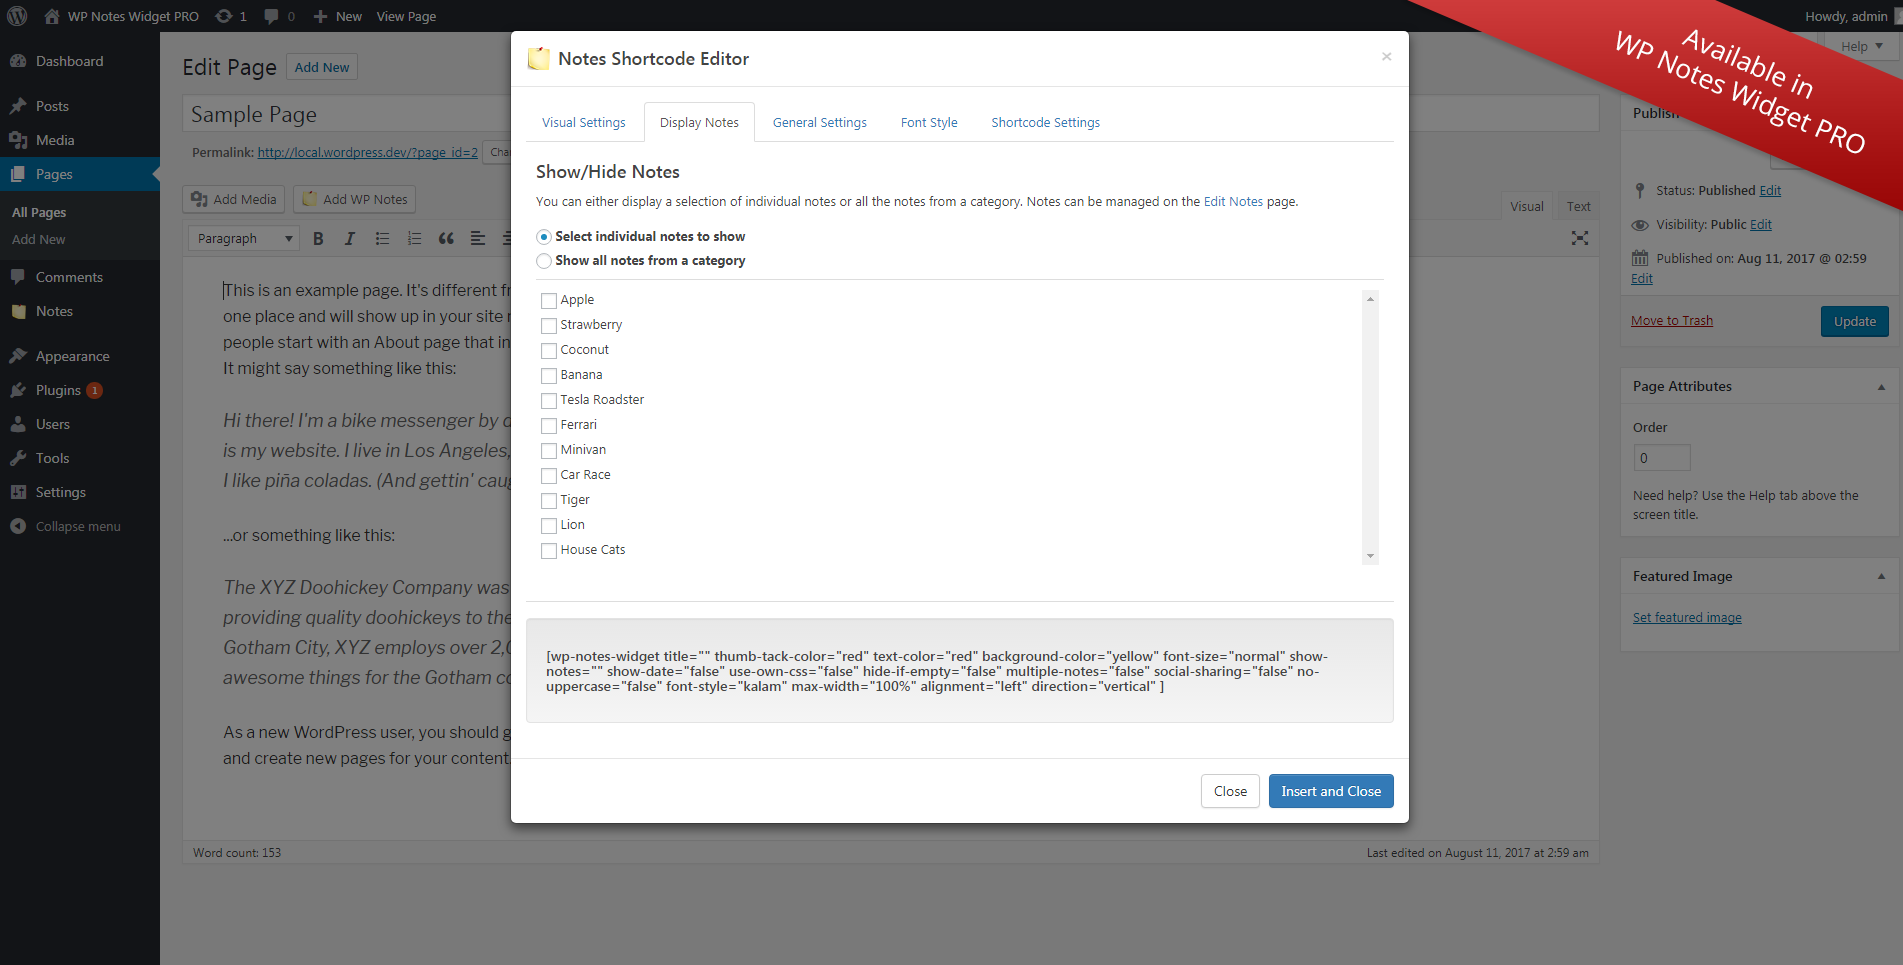 WP Notes Widget PRO 1 0 New View Page Howdy, admin
Available in
WP Notes Widget PRO
Dashboard
Posts
Media
Pages
All Pages
Add New
Comments
Notes
Appearance
Plugins 1
Users
Tools
Settings
Collapse menu
Edit Page Add New
Help
Sample Page
Permalink: http://local.wordpress.dev/?page_id=2 Cha
Add Media Add WP Notes
Visual Text
Paragraph B I
This is an example page. It's different fr
one place and will show up in your site
people start with an About page that in
It might say something like this:
Hi there! I'm a bike messenger by
is my website. I live in Los Angeles,
I like piña coladas. (And gettin' cau
...or something like this:
The XYZ Doohickey Company was
providing quality doohickeys to the
Gotham City, XYZ employs over 2,0
awesome things for the Gotham
As a new WordPress user, you should g
and create new pages for your content
Word count: 153
Last edited on August 11, 2017 at 2:59 am
Notes Shortcode Editor ×
Visual Settings Display Notes General Settings Font Style Shortcode Settings
Show/Hide Notes
You can either display a selection of individual notes or all the notes from a category. Notes can be managed on the Edit Notes page.
Select individual notes to show
Show all notes from a category
Apple
Strawberry
Coconut
Banana
Tesla Roadster
Ferrari
Minivan
Car Race
Tiger
Lion
House Cats
[wp-notes-widget title="" thumb-tack-color="red" text-color="red" background-color="yellow" font-size="normal" show-
notes="" show-date="false" use-own-css="false" hide-if-empty="false" multiple-notes="false" social-sharing="false" no-
uppercase="false" font-style="kalam" max-width="100%" alignment="left" direction="vertical" ]
Close Insert and Close
Publish
Status: Published Edit
Visibility: Public Edit
Published on: Aug 11, 2017 @ 02:59
Edit
Move to Trash Update
Page Attributes
Order
0
Need help? Use the Help tab above the
screen title.
Featured Image
Set featured image